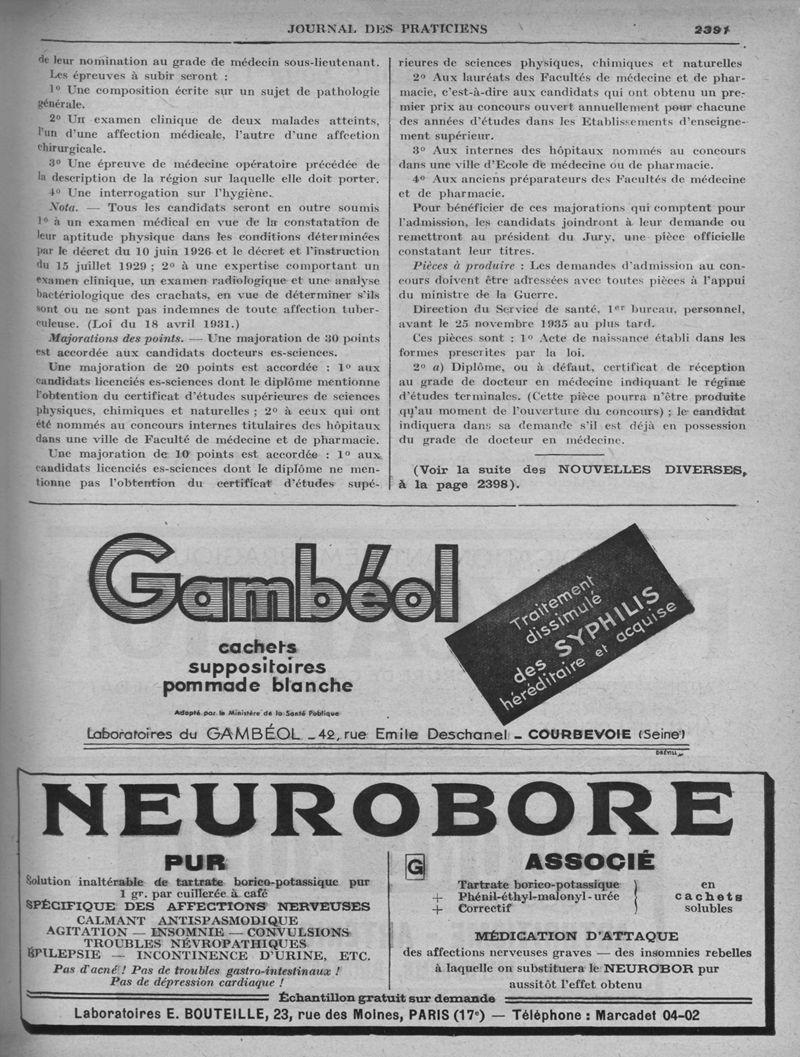 JOURNAL DES PRATICIENS 2397
de leur nomination au grade de médecin sous-lieutenant.
Les épreuves à subir seront :
1º Une composition écrite sur un sujet de pathologie
générale.
2º Un examen clinique de deux malades atteints,
l'un d'une affection médicale, l'autre d'une affcetion
chirurgicale.
3º Une épreuve de médecine opératoire précédée de
la description de la région sur laquelle elle doit porter.
4º Une interrogation sur l'hygiène.
Nota. — Tous les candidats seront en outre soumis
1º à un examen médical en vue de la constatation de
leur aptitude physique dans les conditions déterminées
par le décret du 10 juin 1926 et le décret et l'instruction
du 15 juillet 1929 ; 2º à une expertise comportant un
examen clinique, un examen radiologique et une analyse
bactériologique des crachats, en vue de déterminer s'ils
sont ou ne sont pas indemnes de toute affection tuber-
culeuse. (Loi du 18 avril 1931.)
Majorations des points. — Une majoration de 30 points
est accordée aux candidats docteurs es-sciences.
Une majoration de 20 points est accordée : 1º aux
candidats licenciés es-sciences dont le diplôme mentionne
l'obtention du certificat d'études supérieures de sciences
physiques, chimiques et naturelles ; 2º à ceux qui ont
été nommés au concours internes titulaires des hôpitaux
dans une ville de Faculté de médecine et de pharmacie.
Une majoration de 10 points est accordée : 1º aux
candidats licenciés es-sciences dont le diplôme ne men-
tionne pas l'obtention du certificat d'études supé-
rieures de sciences physiques, chimiques et naturelles
2º Aux lauréats des Facultés de médecine et de phar-
macie, c'est-à-dire aux candidats qui ont obtenu un pre-
mier prix au concours ouvert annuellement pour chacune
des années d'études dans les Etablissements d'enseigne-
ment supérieur.
3º Aux internes des hôpitaux nommés au concours
dans une ville d'Ecole de médecine ou de pharmacie.
4º Aux anciens préparateurs des Facultés de médecine
et de pharmacie.
Pour bénéficier de ces majorations qui comptent pour
l'admission, les candidats joindront à leur demande ou
remettront au président du Jury, une pièce officielle
constatant leur titres.
Pièces à produire : Les demandes d'admission au con-
cours doivent être adressées avec toutes pièces à l'appui
du ministre de la Guerre.
Direction du Service de santé, 1er bureau, personnel,
avant le 25 novembre 1935 au plus tard.
Ces pièces sont : 1º Acte de naissance établi dans les
formes prescrites par la loi.
2º a) Diplôme, ou à défaut, certificat de réception
au grade de docteur en médecine indiquant le régime
d'études terminales. (Cette pièce pourra n'être produite
qu'au moment de l'ouverture du concours) ; le candidat
indiquera dans sa demande s'il est déjà en possession
du grade de docteur en médecine.
(Voir la suite des NOUVELLES DIVERSES,
à la page 2398).
Gambéol
cachets
suppositoires
pommade blanche
Adopté par le Ministère de la Santé Publique
Traitement
dissimulé
des SYPHILIS
héréditaire et acquise
Laboratoires du GAMBÉOL - 42, rue Emile Deschanel - COURBEVOIE (Seine)
NEUROBORE
PUR
Solution inaltérable de tartrate borico-potassique pur
1 gr. par cuillerée à café
SPÉCIFIQUE DES AFFECTIONS NERVEUSES
CALMANT ANTISPASMODIQUE
AGITATION — INSOMNIE — CONVULSIONS
TROUBLES NÉVROPATHIQUES
ÉPILEPSIE — INCONTINENCE D'URINE, ETC.
Pas d'acné ! Pas de troubles gastro-intestinaux !
Pas de dépression cardiaque !
G ASSOCIÉ
Tartrate borico-potassique
+ Phénil-éthyl-malonyl-urée
+ Correctif
en
cachets
solubles
MÉDICATION D'ATTAQUE
des affections nerveuses graves — des insomnies rebelles
à laquelle on substituera le NEUROBOR pur
aussitôt l'effet obtenu
Échantillon gratuit sur demande
Laboratoires E. BOUTEILLE, 23, rue des Moines, PARIS (17e) — Téléphone : Marcadet 04-02